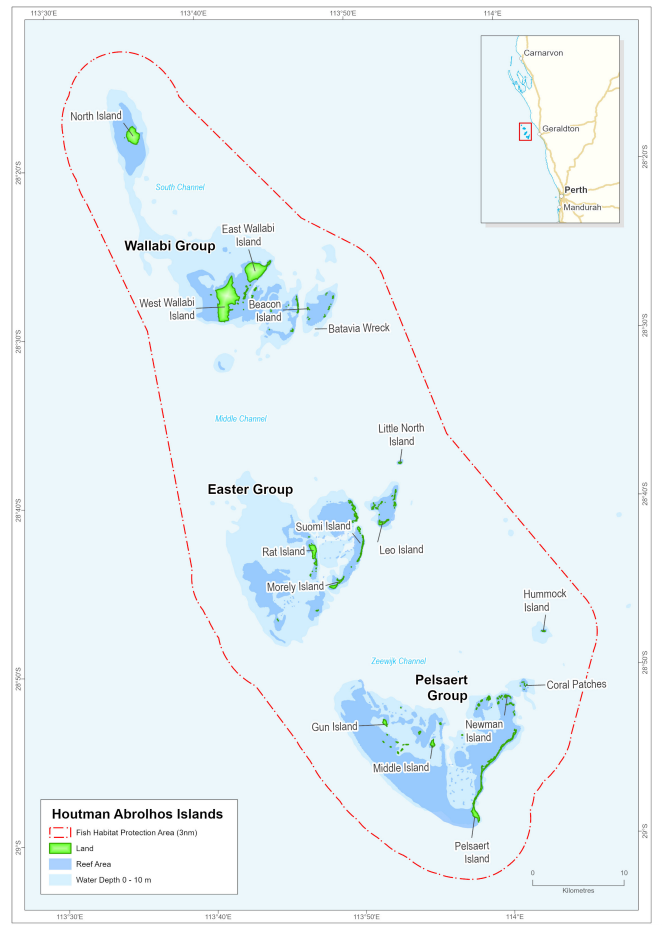 113°30'E
113°40'E
113°50'E
114°E
Carnarvon
Geraldton
Perth
Mandurah
North Island
28°20'S
28°20'S
South Channel
East Wallabi
Island
Wallabi Group
West Wallabi
Island
Beacon
Island
Batavia Wreck
28°30'S
28°30'S
Middle Channel
Little North
Island
Easter Group
28°40'S
28°40'S
Suomi Island
Rat Island
Leo Island
Morely Island
Hummock
Island
Zeewijk Channel
28°50'S
28°50'S
Pelsaert
Group
Coral Patches
Gun Island
Newman
Island
Middle Island
Pelsaert
Island
29°S
29°S
Houtman Abrolhos Islands
Fish Habitat Protection Area (3nm)
Land
Reef Area
Water Depth 0 - 10 m
0
10
Kilometres
113°30'E
113°40'E
113°50'E
114°E